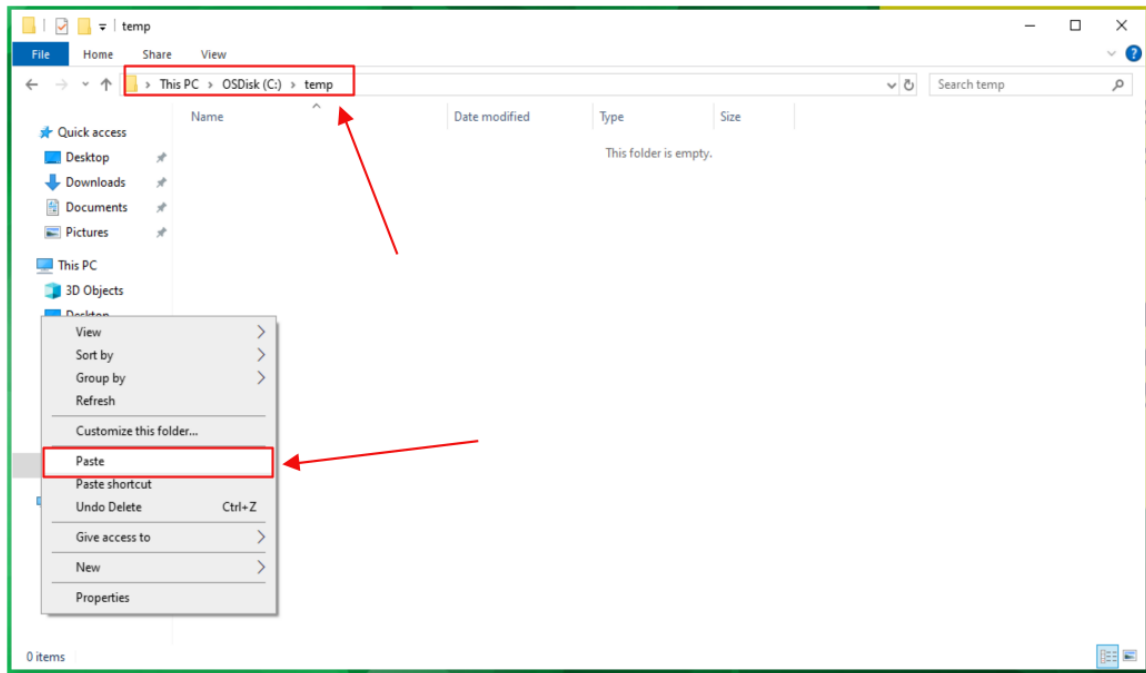 temp
File Home Share View
This PC > OSDisk (C:) > temp
Search temp
Name Date modified Type Size
This folder is empty.
Quick access
Desktop
Downloads
Documents
Pictures
This PC
3D Objects
Desktop
View
Sort by
Group by
Refresh
Customize this folder...
Paste
Paste shortcut
Undo Delete Ctrl+Z
Give access to
New
Properties
0 items